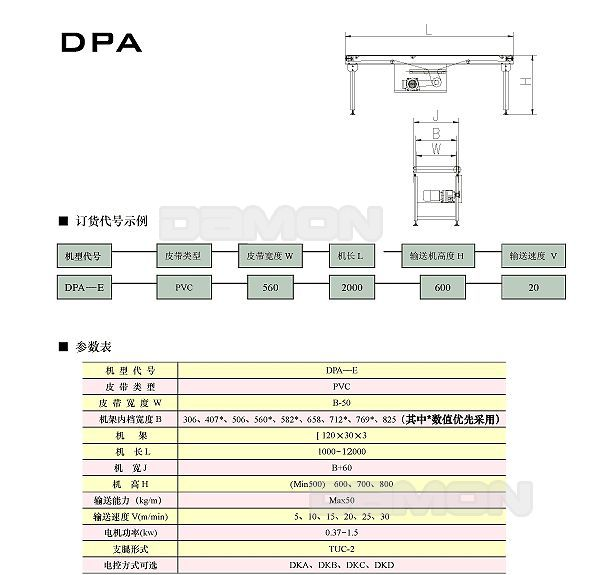 DPA
L
H
J
B
W
DAMON
■ 订货代号示例
机型代号 皮带类型 皮带宽度 W 机长 L 输送机高度 H 输送速度 V
DPA—E PVC 560 2000 600 20
■ 参数表
机 型 代 号 DPA—E
皮 带 类 型 PVC
皮 带 宽 度 W B-50
机架内档宽度 B 306、407*、506、560*、582*、658、712*、769*、825 (其中*数值优先采用)
机 架 [ 120×30×3
机 长 L 1000-12000
机 宽 J B+60
机 高 H (Min500) 600、700、800
输送能力 (kg/m) Max50
输送速度 V(m/min) 5、10、15、20、25、30
电机功率(kw) 0.37-1.5
支腿形式 TUC-2
电控方式可选 DKA、DKB、DKC、DKD
DAMON